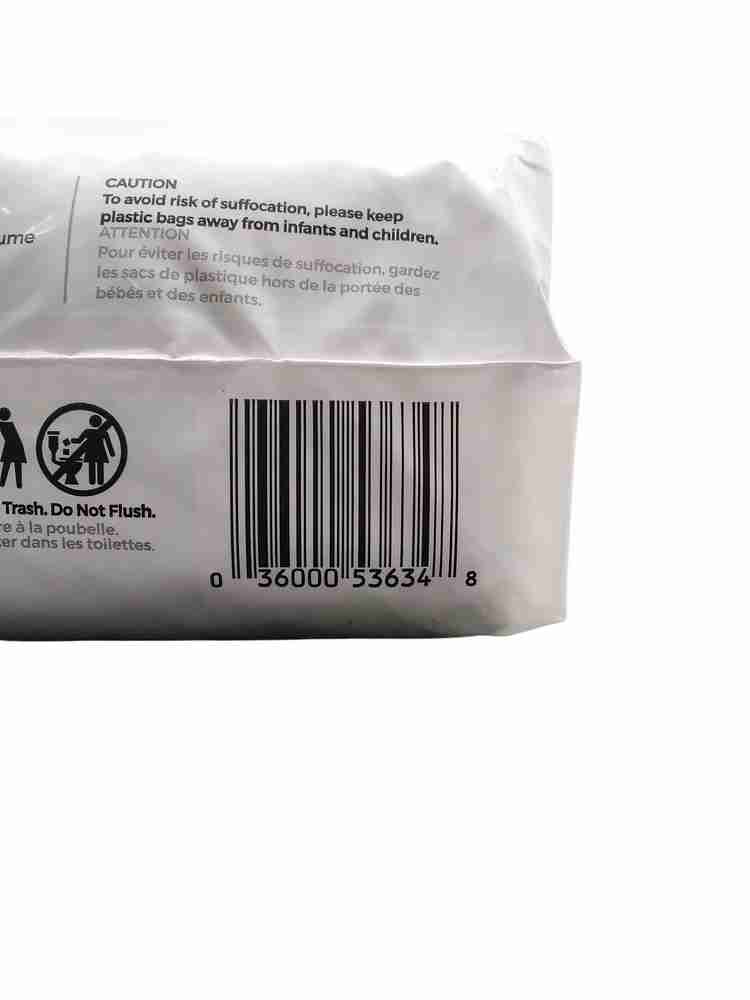 CAUTION
To avoid risk of suffocation, please keep
plastic bags away from infants and children.
ATTENTION
Pour éviter les risques de suffocation, gardez
les sacs de plastique hors de la portée des
bébés et des enfants.
ume
Trash. Do Not Flush.
re à la poubelle.
er dans les toilettes.
0 36000 53634 8